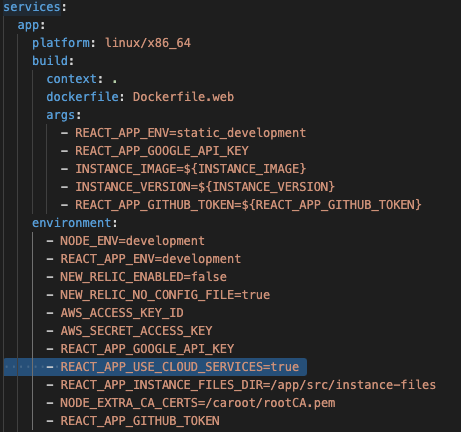 services:
app:
platform: linux/x86_64
build:
context: .
dockerfile: Dockerfile.web
args:
- REACT_APP_ENV=static_development
- REACT_APP_GOOGLE_API_KEY
- INSTANCE_IMAGE=${INSTANCE_IMAGE}
- INSTANCE_VERSION=${INSTANCE_VERSION}
- REACT_APP_GITHUB_TOKEN=${REACT_APP_GITHUB_TOKEN}
environment:
- NODE_ENV=development
- REACT_APP_ENV=development
- NEW_RELIC_ENABLED=false
- NEW_RELIC_NO_CONFIG_FILE=true
- AWS_ACCESS_KEY_ID
- AWS_SECRET_ACCESS_KEY
- REACT_APP_GOOGLE_API_KEY
- REACT_APP_USE_CLOUD_SERVICES=true
- REACT_APP_INSTANCE_FILES_DIR=/app/src/instance-files
- NODE_EXTRA_CA_CERTS=/caroot/rootCA.pem
- REACT_APP_GITHUB_TOKEN